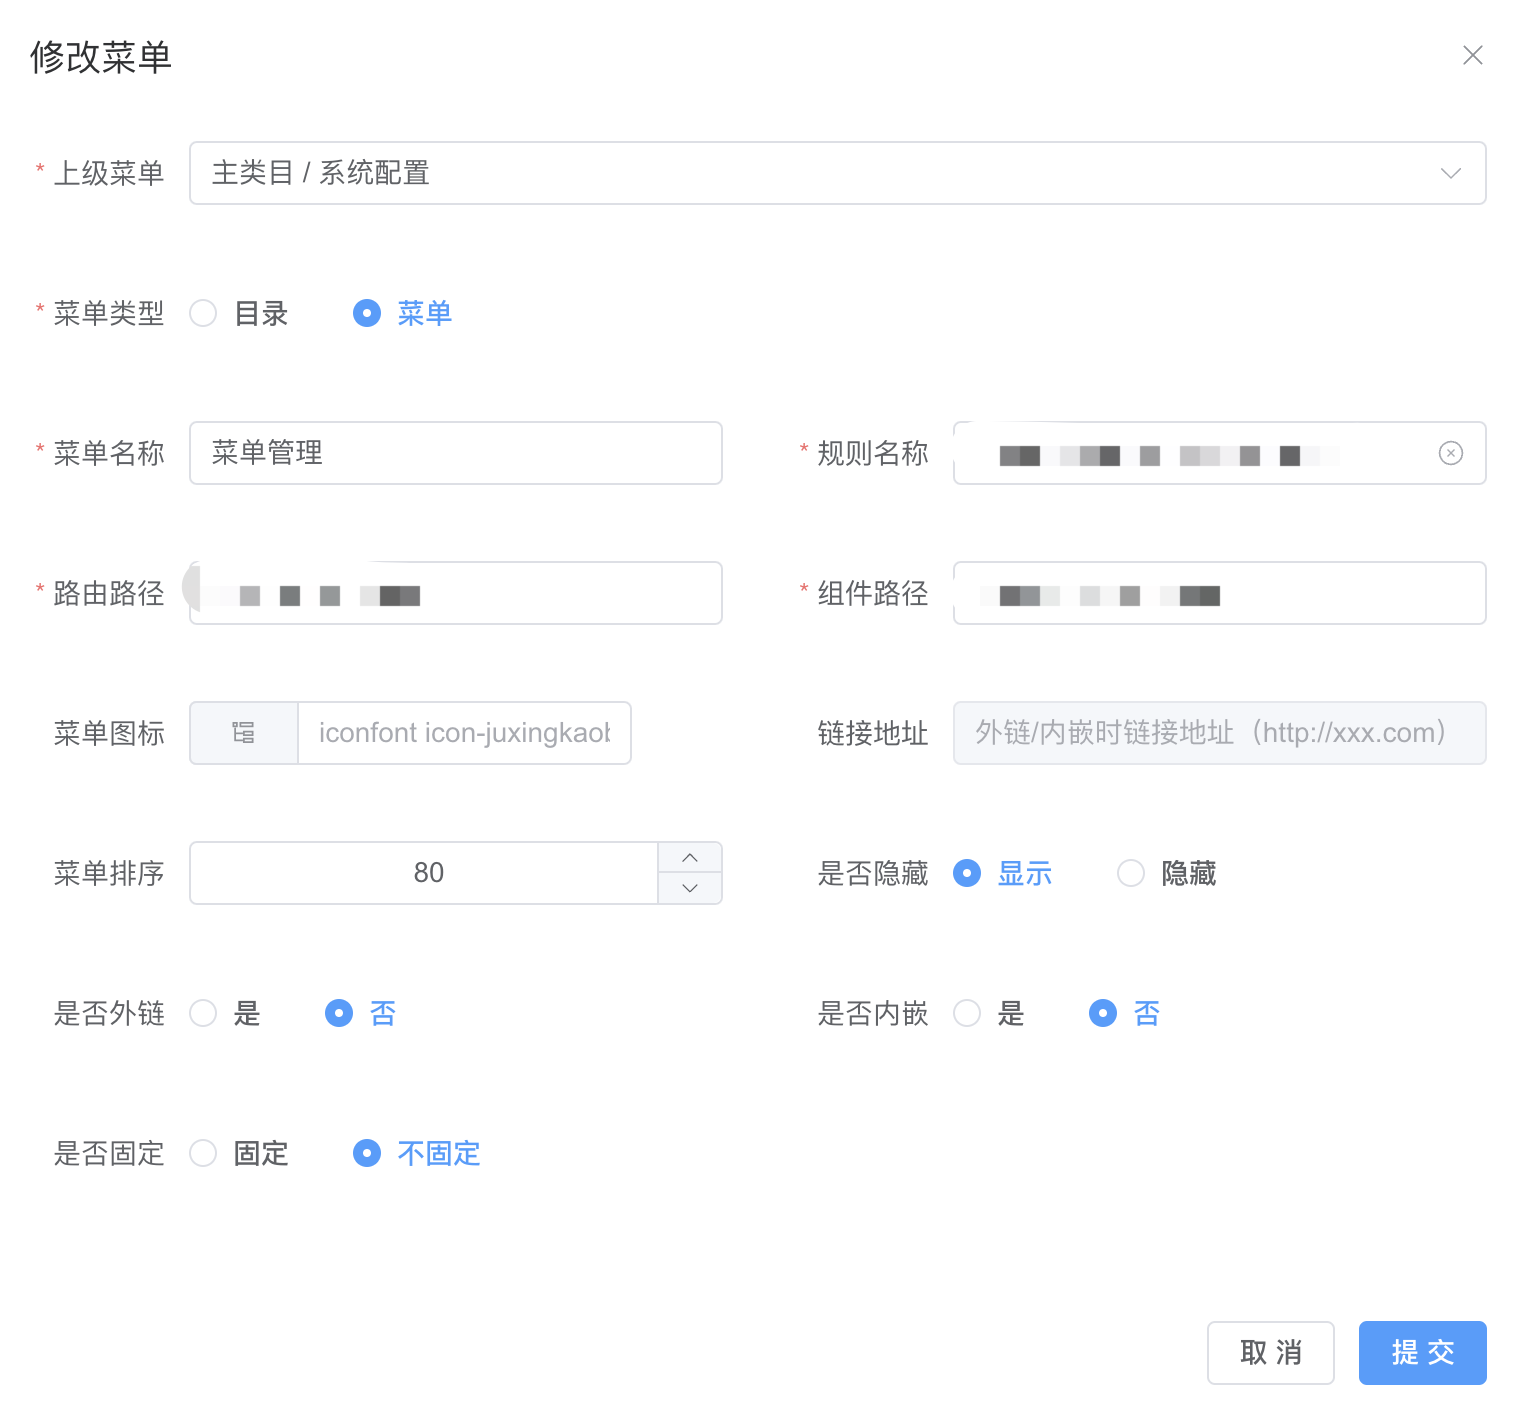 修改菜单
* 上级菜单 主类目 / 系统配置
* 菜单类型 目录 菜单
* 菜单名称 菜单管理 * 规则名称
* 路由路径 * 组件路径
菜单图标 iconfont icon-juxingkaob 链接地址 外链/内嵌时链接地址（http://xxx.com）
菜单排序 80 是否隐藏 显示 隐藏
是否外链 是 否 是否内嵌 是 否
是否固定 固定 不固定
取 消 提 交